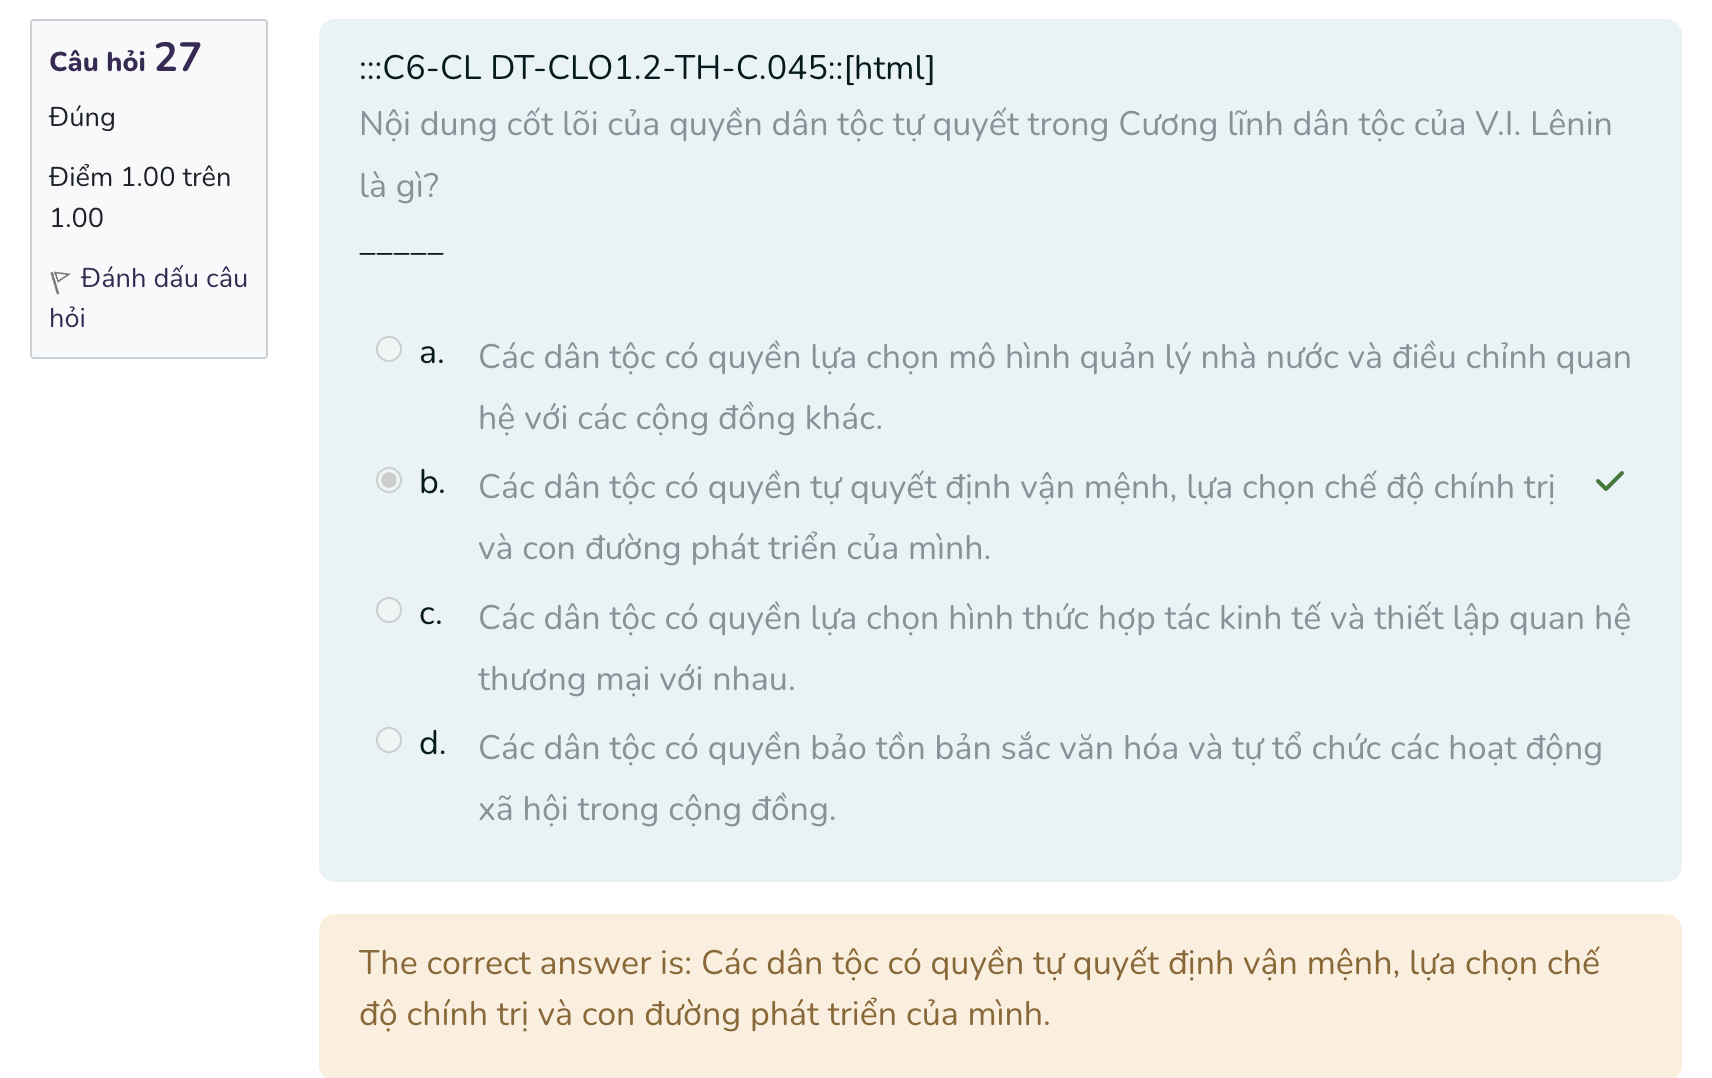 Câu hỏi 27
Đúng
Điểm 1.00 trên
1.00
Đánh dấu câu
hỏi
:::C6-CL DT-CLO1.2-TH-C.045::[html]
Nội dung cốt lõi của quyền dân tộc tự quyết trong Cương lĩnh dân tộc của V.I. Lênin
là gì?
_____
a. Các dân tộc có quyền lựa chọn mô hình quản lý nhà nước và điều chỉnh quan
hệ với các cộng đồng khác.
b. Các dân tộc có quyền tự quyết định vận mệnh, lựa chọn chế độ chính trị
và con đường phát triển của mình.
c. Các dân tộc có quyền lựa chọn hình thức hợp tác kinh tế và thiết lập quan hệ
thương mại với nhau.
d. Các dân tộc có quyền bảo tồn bản sắc văn hóa và tự tổ chức các hoạt động
xã hội trong cộng đồng.
The correct answer is: Các dân tộc có quyền tự quyết định vận mệnh, lựa chọn chế
độ chính trị và con đường phát triển của mình.